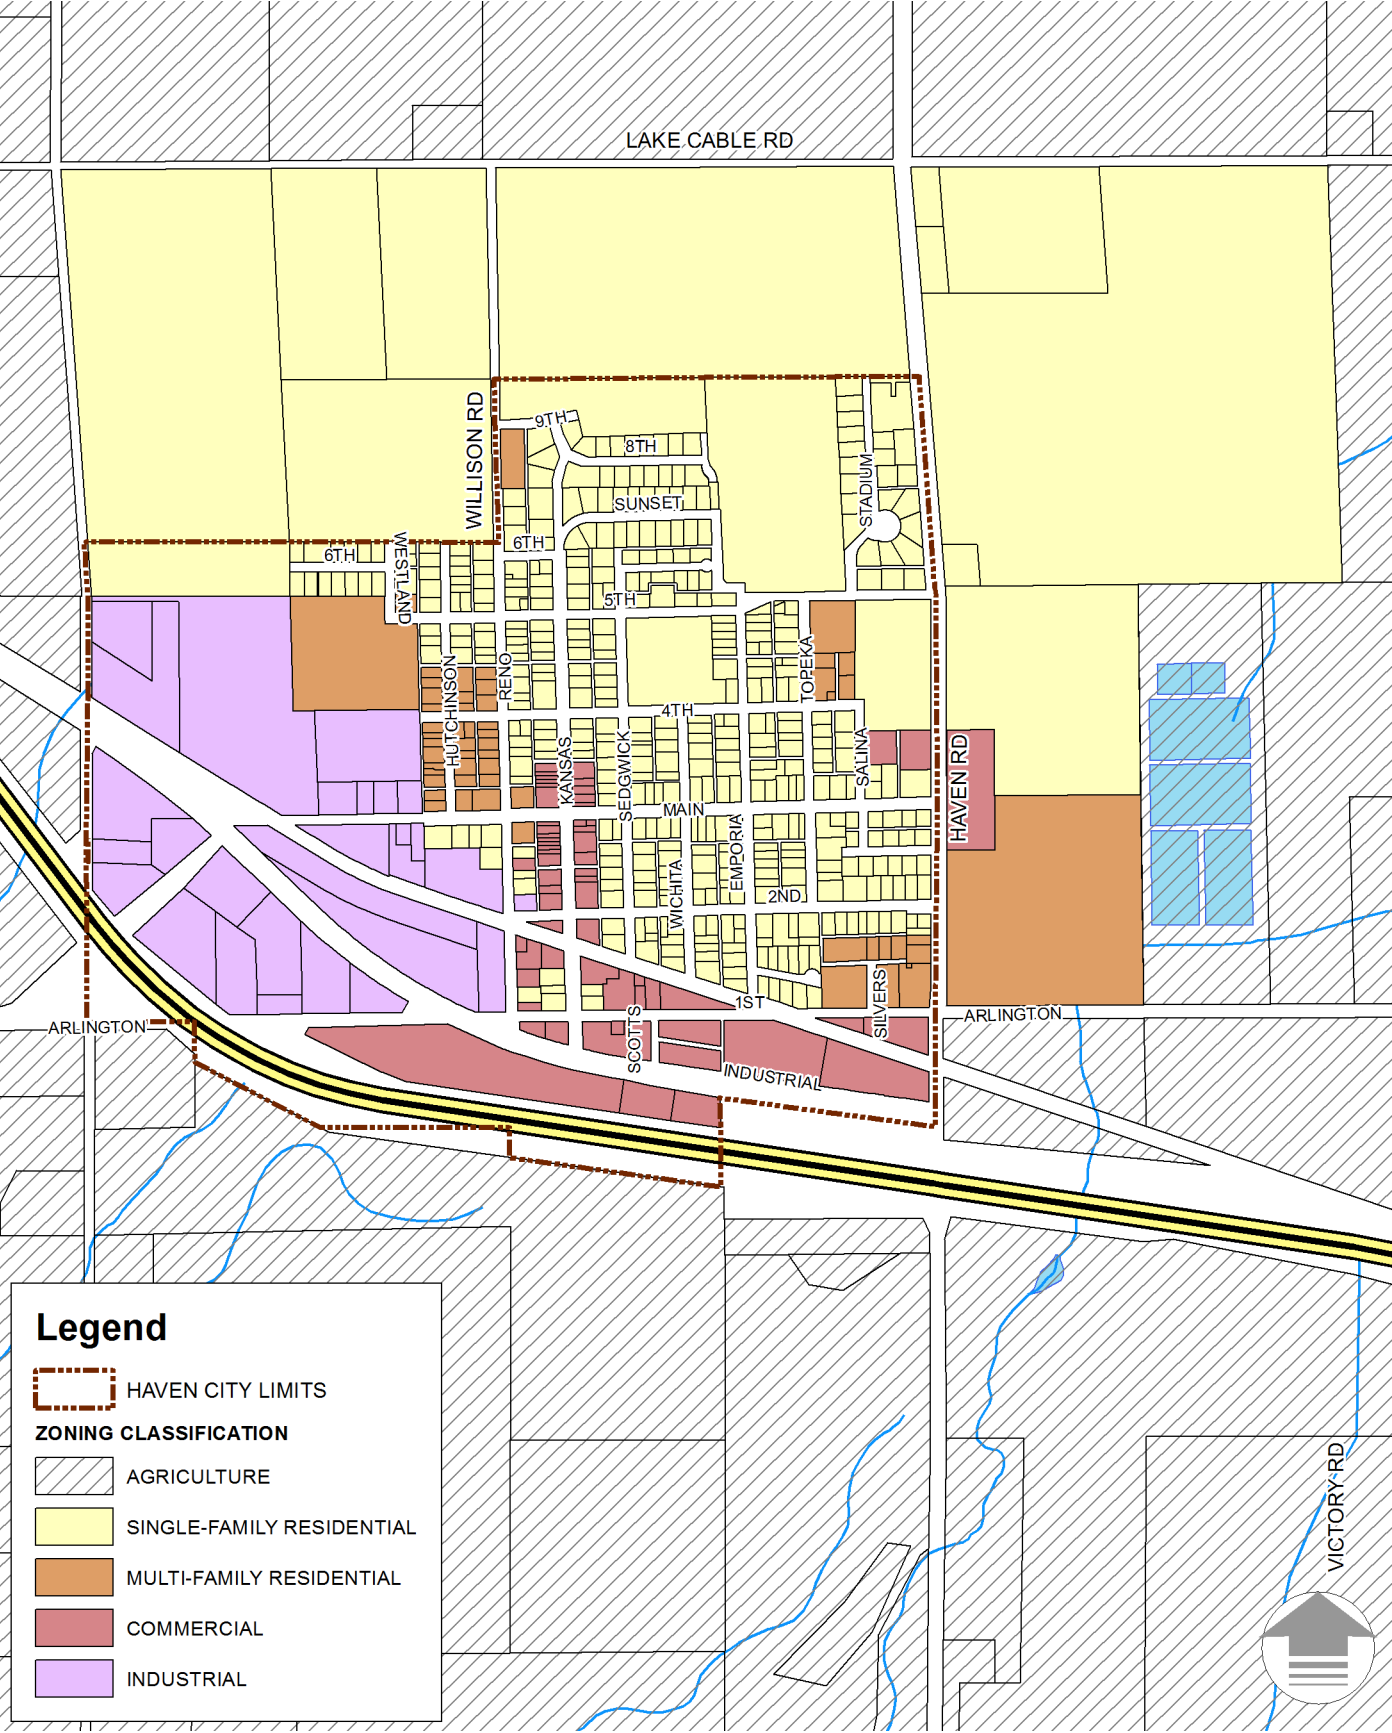 LAKE CABLE RD
WILLISON RD
9TH
8TH
SUNSET
STADIUM
6TH
6TH
WESTLAND
5TH
HUTCHINSON
RENO
TOPEKA
4TH
KANSAS
SEDGWICK
SALINA
HAVEN RD
MAIN
EMPORIA
WICHITA
2ND
1ST
SILVERS
SCOTTS
ARLINGTON
ARLINGTON
INDUSTRIAL
VICTORY RD
Legend
HAVEN CITY LIMITS
ZONING CLASSIFICATION
AGRICULTURE
SINGLE-FAMILY RESIDENTIAL
MULTI-FAMILY RESIDENTIAL
COMMERCIAL
INDUSTRIAL